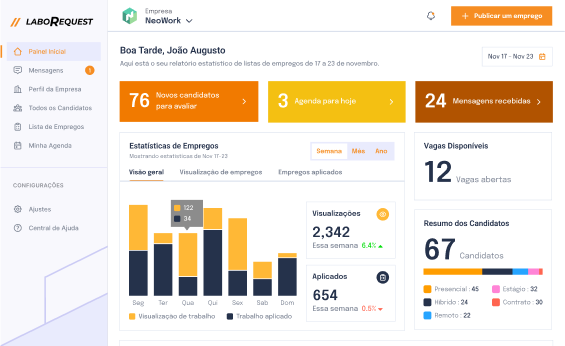 LABOREQUEST
Empresa
NeoWork
+ Publicar um emprego
Painel Inicial
Mensagens
Perfil da Empresa
Todos os Candidatos
Lista de Empregos
Minha Agenda
CONFIGURAÇÕES
Ajustes
Central de Ajuda
Boa Tarde, João Augusto
Aqui está o seu relatório estatístico de listas de empregos de 17 a 23 de novembro.
Nov 17 - Nov 23
76 Novos candidatos
para avaliar
3 Agenda para hoje
24 Mensagens recebidas
Estatísticas de Empregos
Mostrando estatísticas de Nov 17-23
Semana Mês Ano
Visão geral Visualização de empregos Empregos aplicados
122
34
Seg Ter Qua Qui Sex Sab Dom
Visualização de trabalho Trabalho aplicado
Visualizações
2,342
Essa semana 6.4%
Aplicados
654
Essa semana 0.5%
Vagas Disponíveis
12 Vagas abertas
Resumo dos Candidatos
67 Candidatos
Presencial : 45 Estágio : 32
Híbrido : 24 Contrato : 30
Remoto : 22